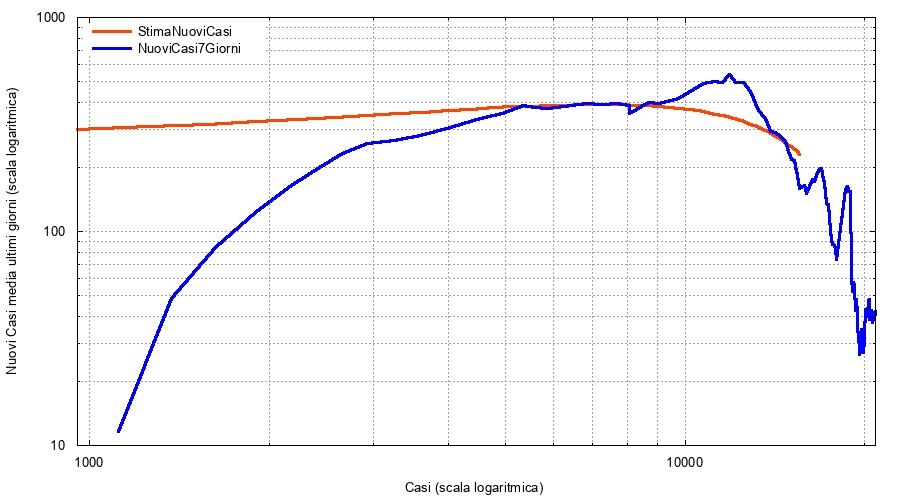 1000
StimaNuoviCasi
NuoviCasi7Giorni
Nuovi Casi media ultimi giorni (scala logaritmica)
100
10
1000
10000
Casi (scala logaritmica)